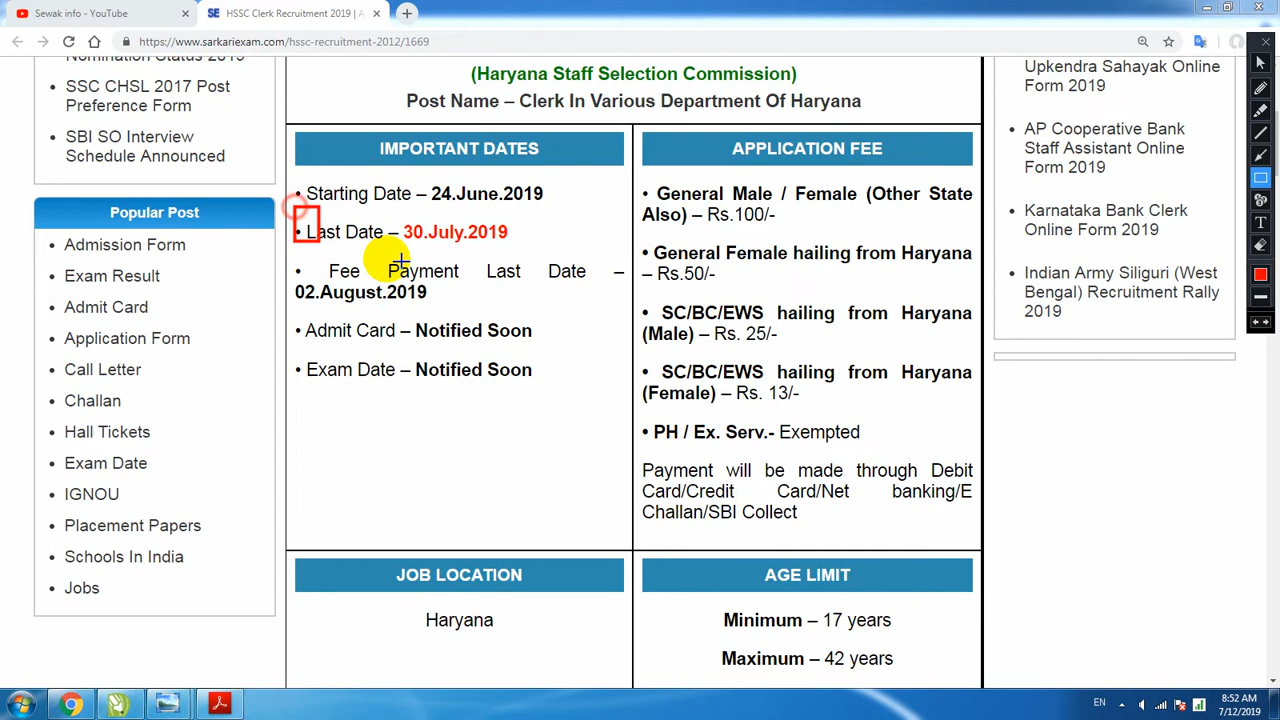 Sewak info - YouTube
HSSC Clerk Recruitment 2019 | A
https://www.sarkariexam.com/hssc-recruitment-2012/1669
Nomination Status 2019
• SSC CHSL 2017 Post
Preference Form
• SBI SO Interview
Schedule Announced
Popular Post
• Admission Form
• Exam Result
• Admit Card
• Application Form
• Call Letter
• Challan
• Hall Tickets
• Exam Date
• IGNOU
• Placement Papers
• Schools In India
• Jobs
(Haryana Staff Selection Commission)
Post Name – Clerk In Various Department Of Haryana
IMPORTANT DATES
• Starting Date – 24.June.2019
• Last Date – 30.July.2019
• Fee Payment Last Date –
02.August.2019
• Admit Card – Notified Soon
• Exam Date – Notified Soon
APPLICATION FEE
• General Male / Female (Other State
Also) – Rs.100/-
• General Female hailing from Haryana
– Rs.50/-
• SC/BC/EWS hailing from Haryana
(Male) – Rs. 25/-
• SC/BC/EWS hailing from Haryana
(Female) – Rs. 13/-
• PH / Ex. Serv.- Exempted
Payment will be made through Debit
Card/Credit Card/Net banking/E
Challan/SBI Collect
JOB LOCATION
Haryana
AGE LIMIT
Minimum – 17 years
Maximum – 42 years
Upkendra Sahayak Online
Form 2019
• AP Cooperative Bank
Staff Assistant Online
Form 2019
• Karnataka Bank Clerk
Online Form 2019
• Indian Army Siliguri (West
Bengal) Recruitment Rally
2019
T
EN
8:52 AM
7/12/2019